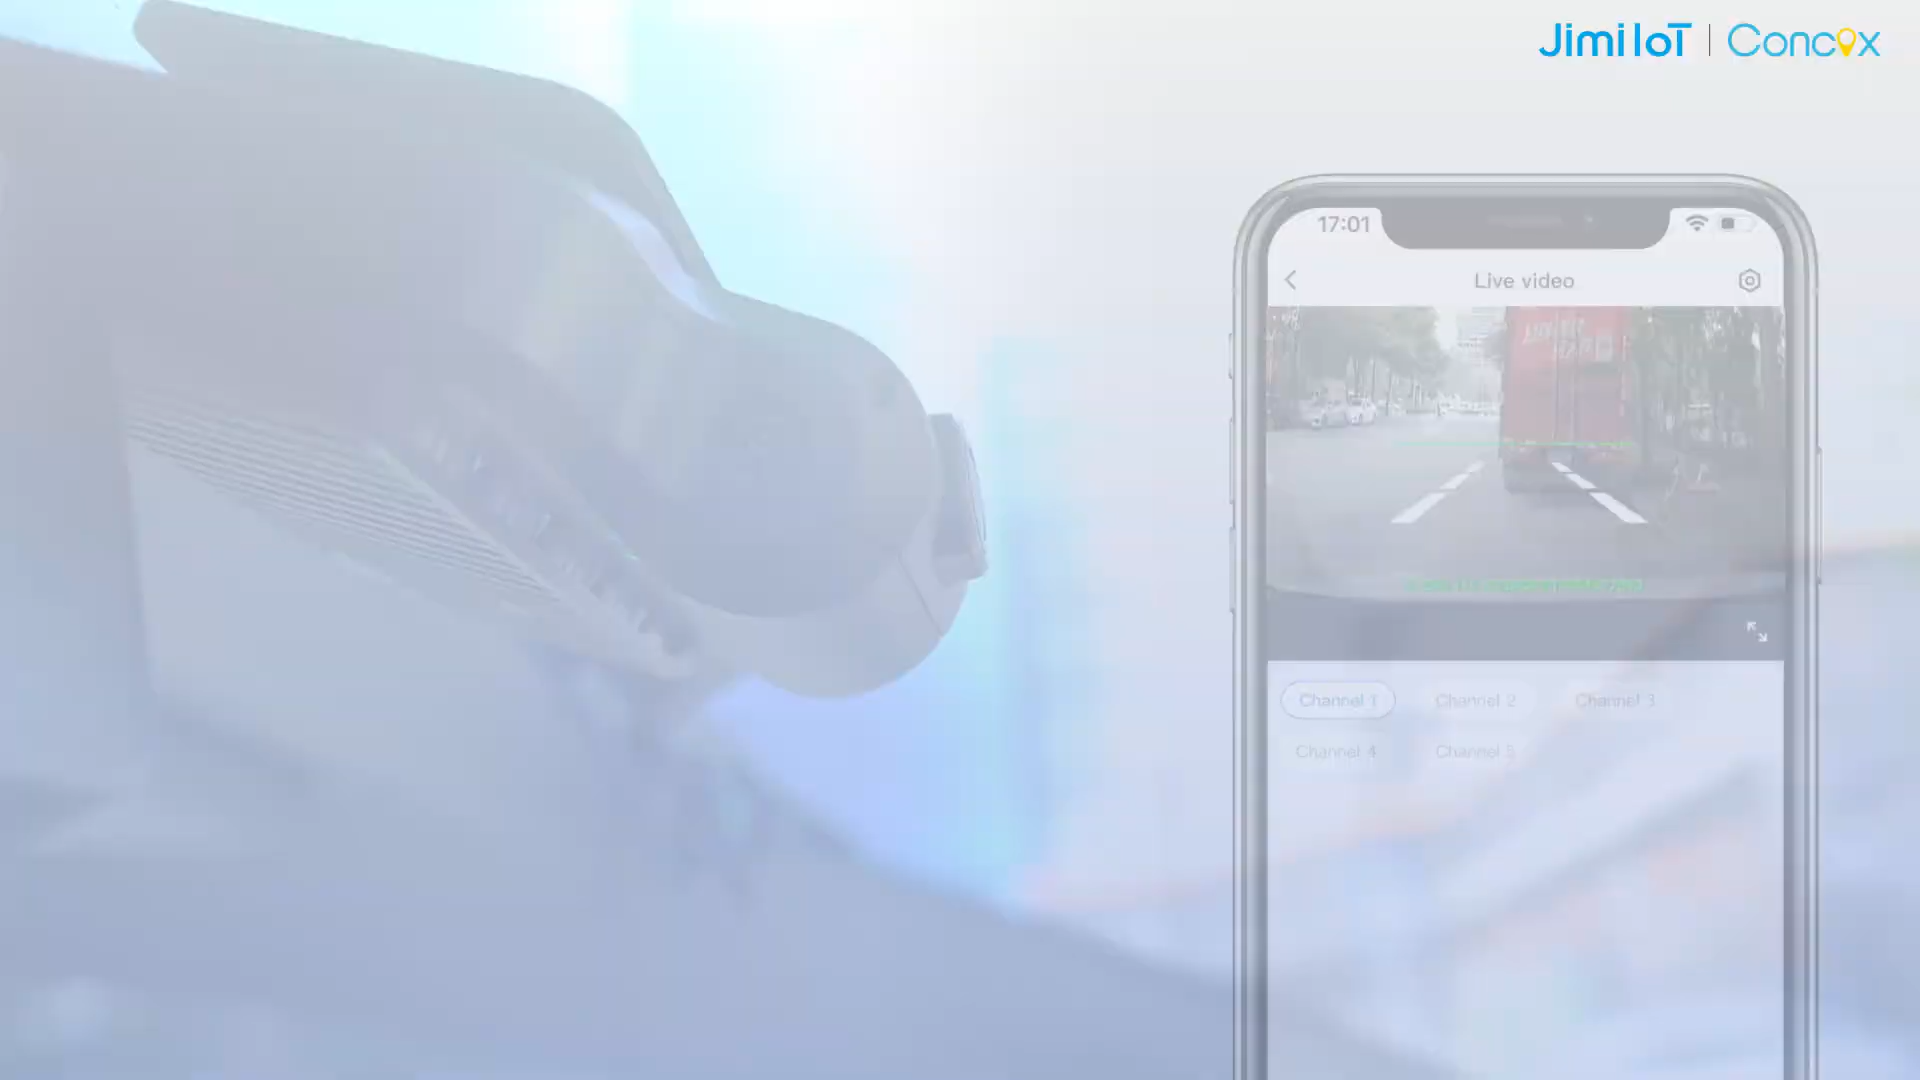 Jimi IoT | Concox
17:01
Live video
Channel 1 Channel 2 Channel 3
Channel 4 Channel 5